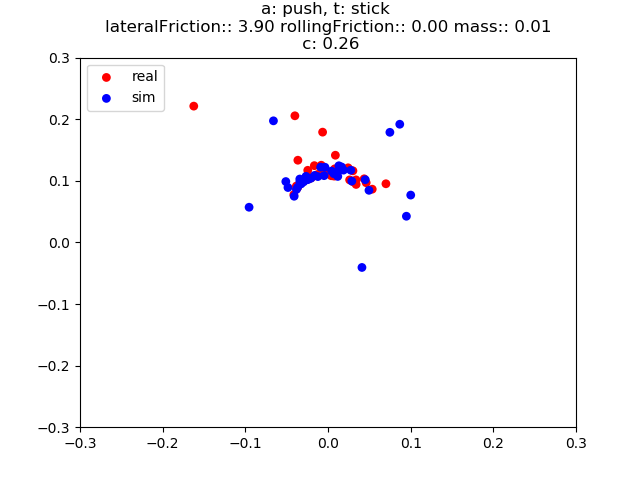 a: push, t: stick
lateralFriction:: 3.90 rollingFriction:: 0.00 mass:: 0.01
c: 0.26
real
sim
0.3
0.2
0.1
0.0
−0.1
−0.2
−0.3
−0.3 −0.2 −0.1 0.0 0.1 0.2 0.3